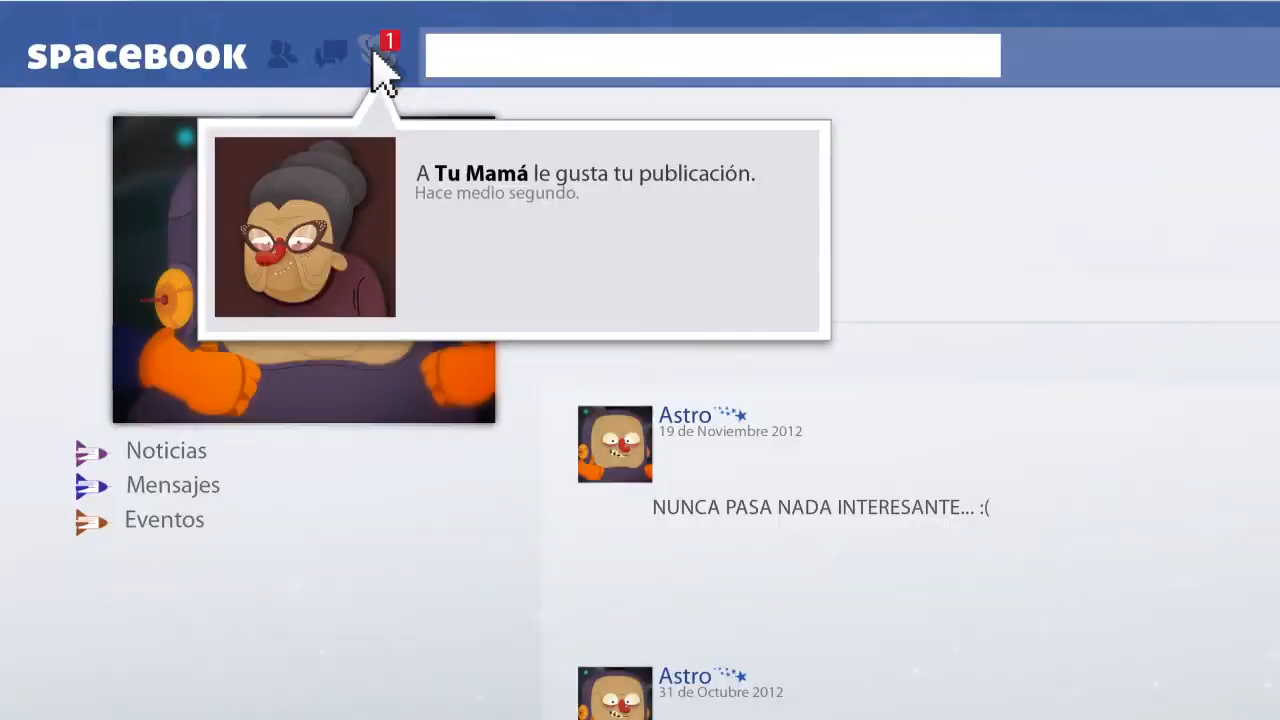 SPACEBOOK
1
A Tu Mamá le gusta tu publicación.
Hace medio segundo.
Noticias
Mensajes
Eventos
Astro
19 de Noviembre 2012
NUNCA PASA NADA INTERESANTE... :(
Astro
31 de Octubre 2012